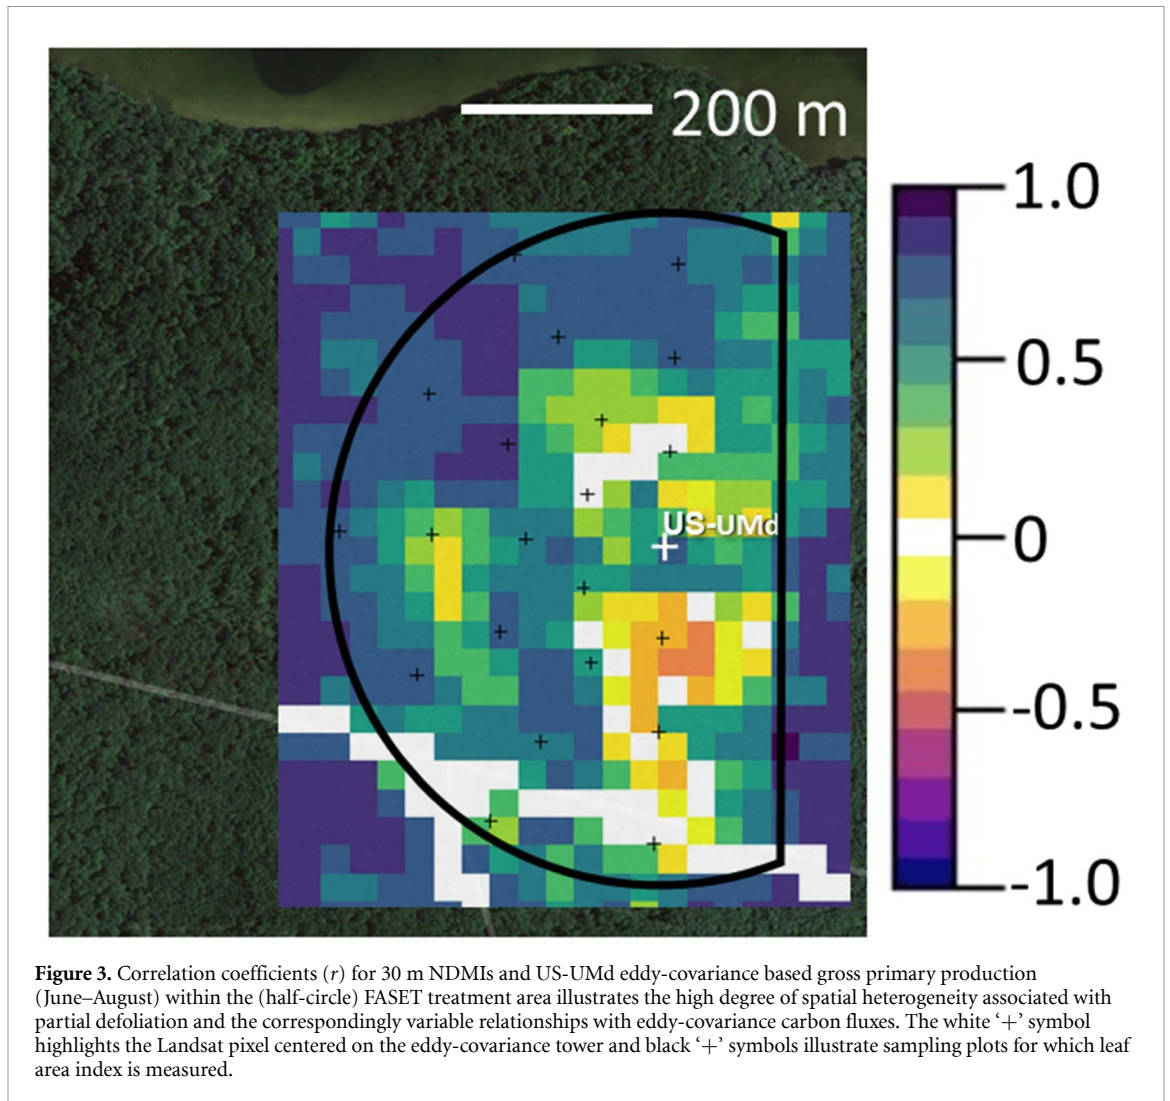 200 m
1.0
0.5
0
-0.5
-1.0
US-UMd
Figure 3. Correlation coefficients (r) for 30 m NDMIs and US-UMd eddy-covariance based gross primary production
(June–August) within the (half-circle) FASET treatment area illustrates the high degree of spatial heterogeneity associated with
partial defoliation and the correspondingly variable relationships with eddy-covariance carbon fluxes. The white ‘+’ symbol
highlights the Landsat pixel centered on the eddy-covariance tower and black ‘+’ symbols illustrate sampling plots for which leaf
area index is measured.